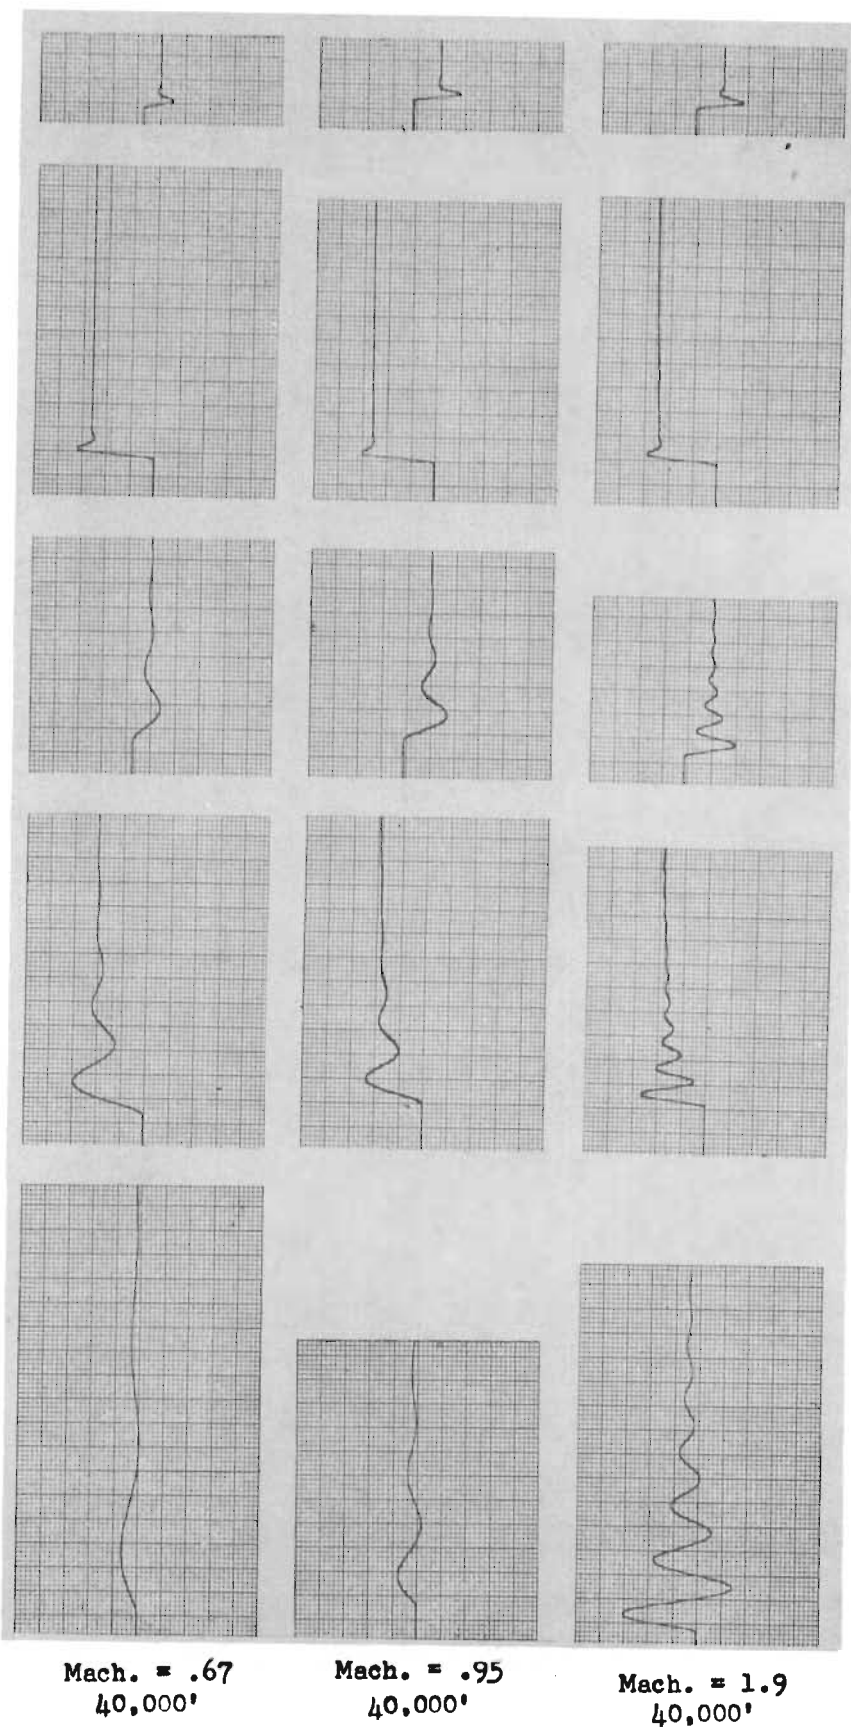 Mach. = .67
40,000'
Mach. = .95
40,000'
Mach. = 1.9
40,000'